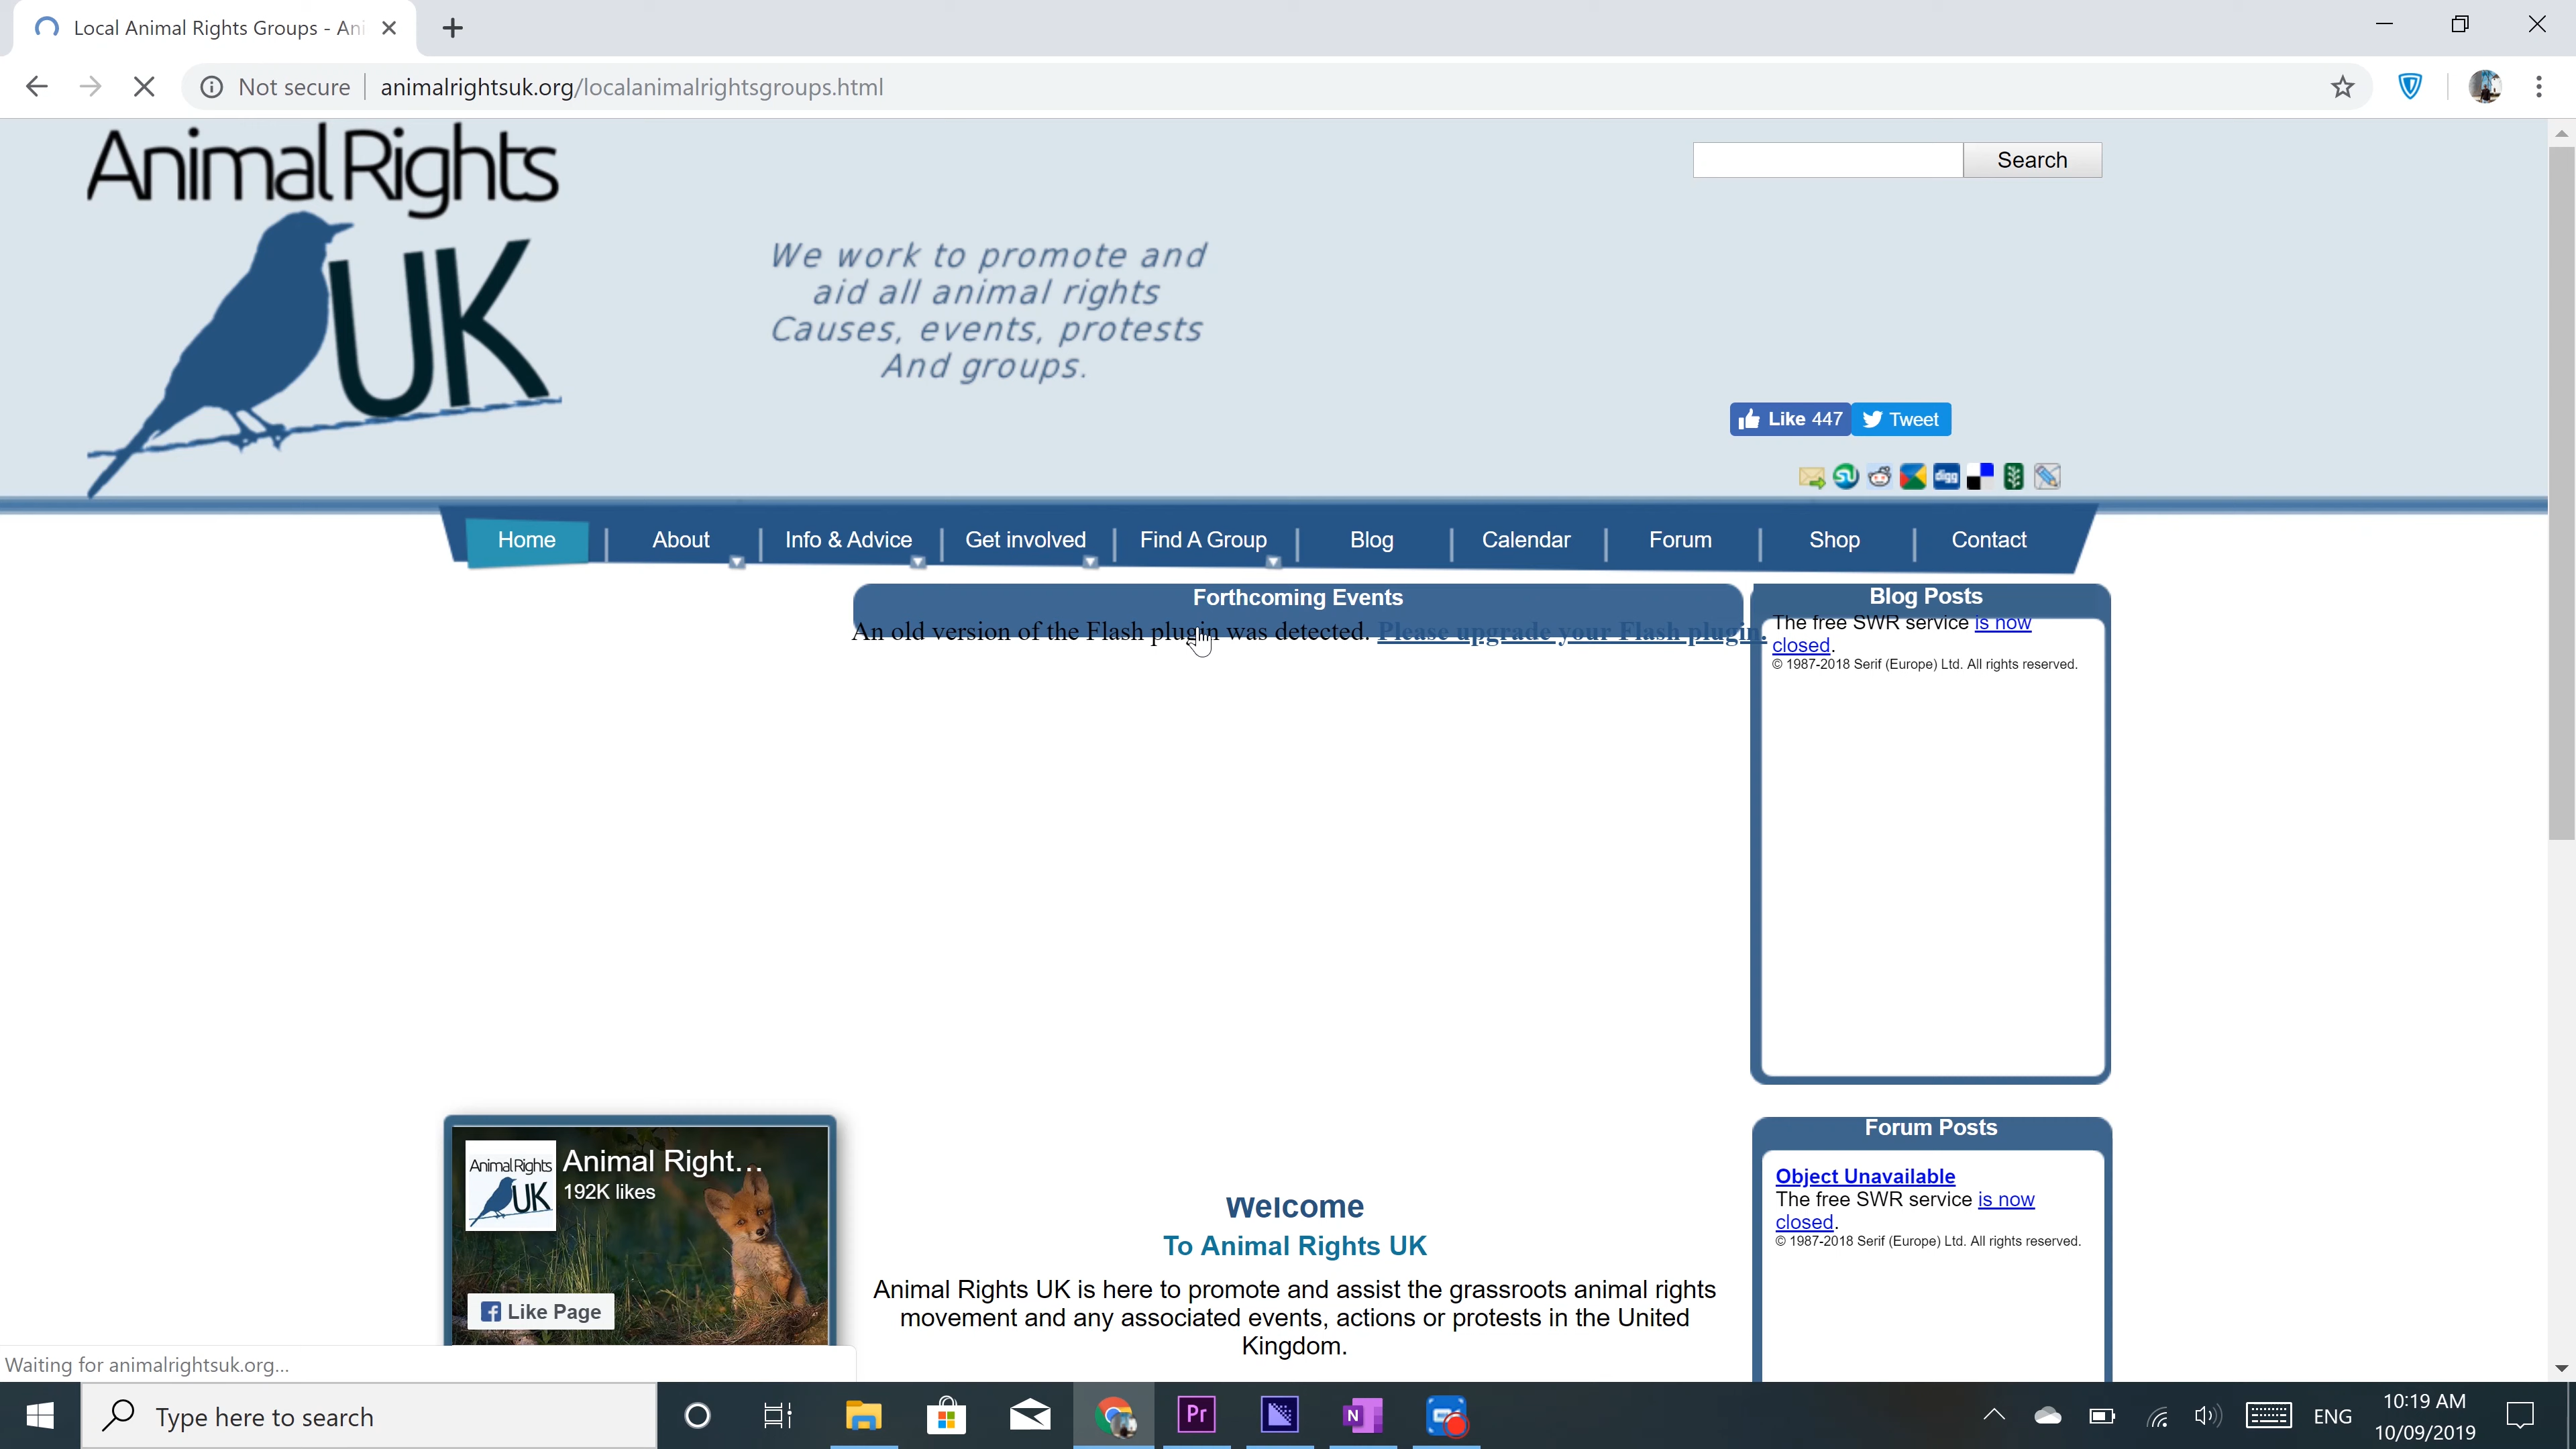 Local Animal Rights Groups - Ani
Not secure
animalrightsuk.org/localanimalrightsgroups.html
Animal Rights
UK
Search
We work to promote and
aid all animal rights
Causes, events, protests
And groups.
Like 447
Tweet
digg
Home
About
Info & Advice
Get involved
Find A Group
Blog
Calendar
Forum
Shop
Contact
Forthcoming Events
An old version of the Flash plugin was detected. Please upgrade your Flash plugin.
Blog Posts
The free SWR service is now
closed.
© 1987-2018 Serif (Europe) Ltd. All rights reserved.
Animal Rights
UK
Animal Right...
192K likes
Like Page
Welcome
To Animal Rights UK
Animal Rights UK is here to promote and assist the grassroots animal rights
movement and any associated events, actions or protests in the United
Kingdom.
Forum Posts
Object Unavailable
The free SWR service is now
closed.
© 1987-2018 Serif (Europe) Ltd. All rights reserved.
Waiting for animalrightsuk.org...
Type here to search
Pr
N
ENG
10:19 AM
10/09/2019